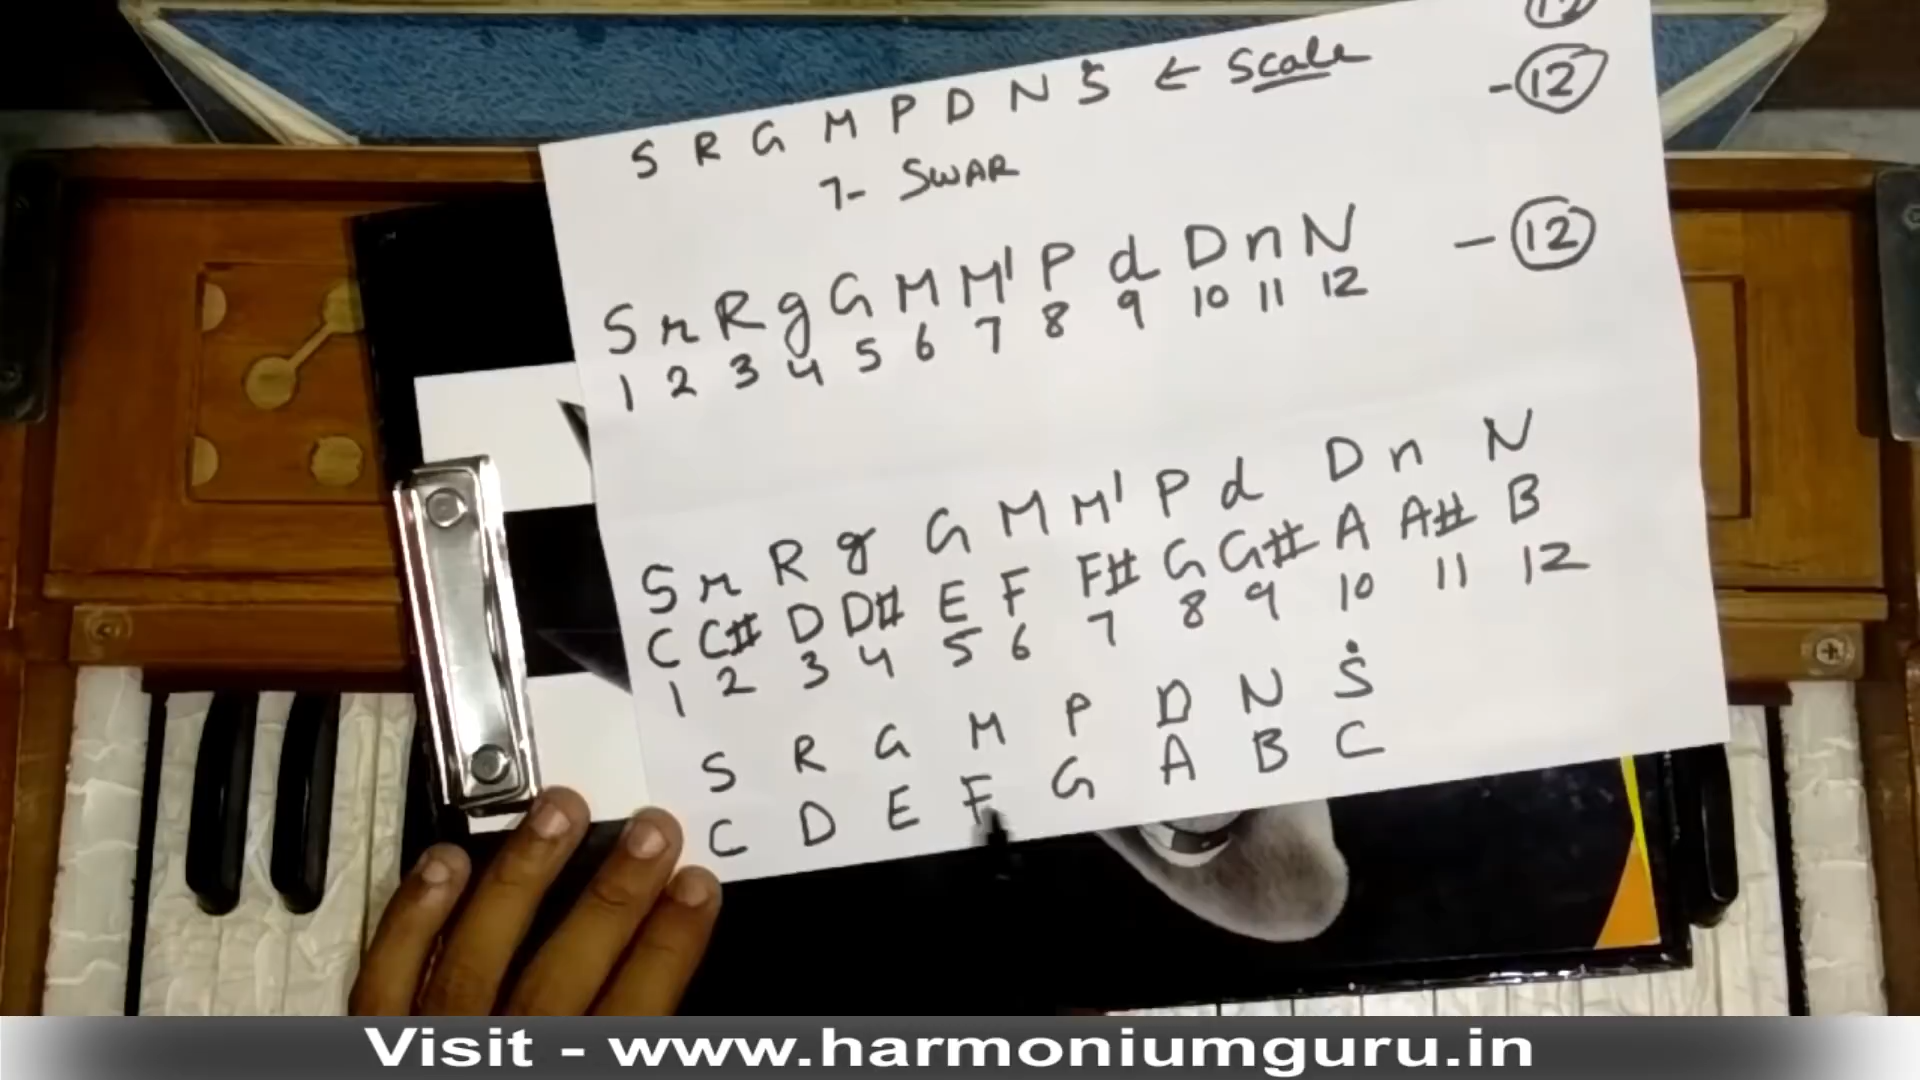 12
S R G M P D N Ṡ ← Scale
- 12
7- SWAR
S r R g G M M' P d D n N - 12
1 2 3 4 5 6 7 8 9 10 11 12
S r R g G M M' P d D n N
C C# D D# E F F# G G# A A# B
1 2 3 4 5 6 7 8 9 10 11 12
S R G M P D N Ṡ
C D E F G A B C
Visit - www.harmoniumguru.in